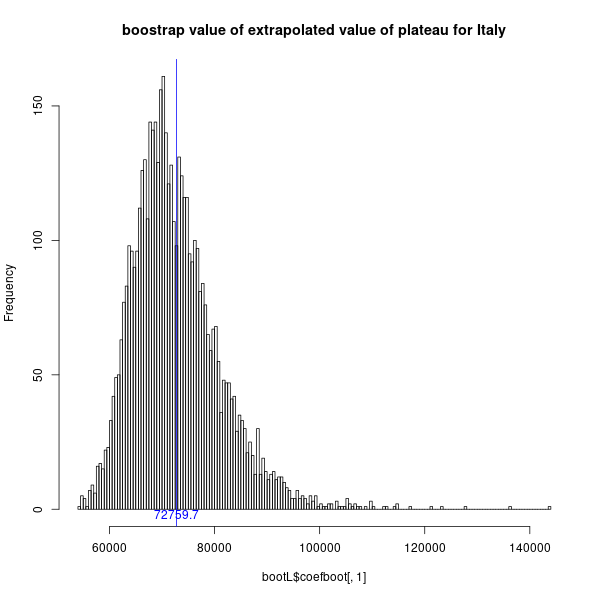 boostrap value of extrapolated value of plateau for Italy
Frequency
150
100
50
0
72759.7
60000 80000 100000 120000 140000
bootL$coefboot[, 1]